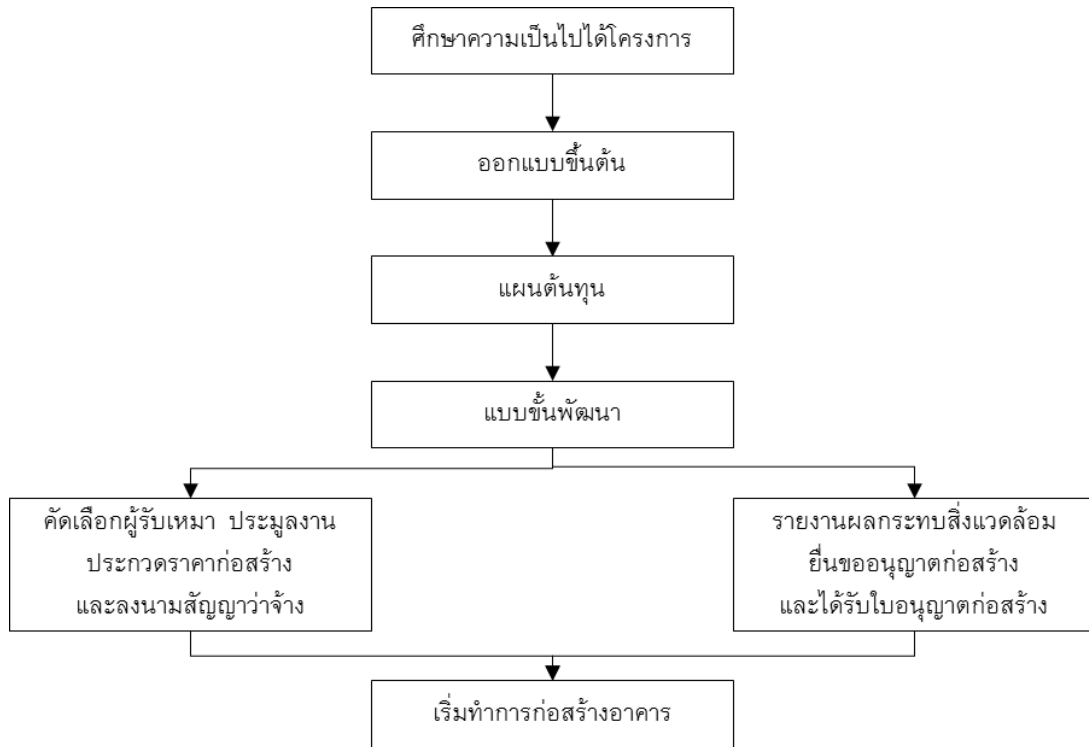 ศึกษาความเป็นไปได้โครงการ
ออกแบบขึ้นต้น
แผนต้นทุน
แบบขั้นพัฒนา
คัดเลือกผู้รับเหมา ประมูลงาน
ประกวดราคาก่อสร้าง
และลงนามสัญญาว่าจ้าง
รายงานผลกระทบสิ่งแวดล้อม
ยื่นขออนุญาตก่อสร้าง
และได้รับใบอนุญาตก่อสร้าง
เริ่มทำการก่อสร้างอาคาร